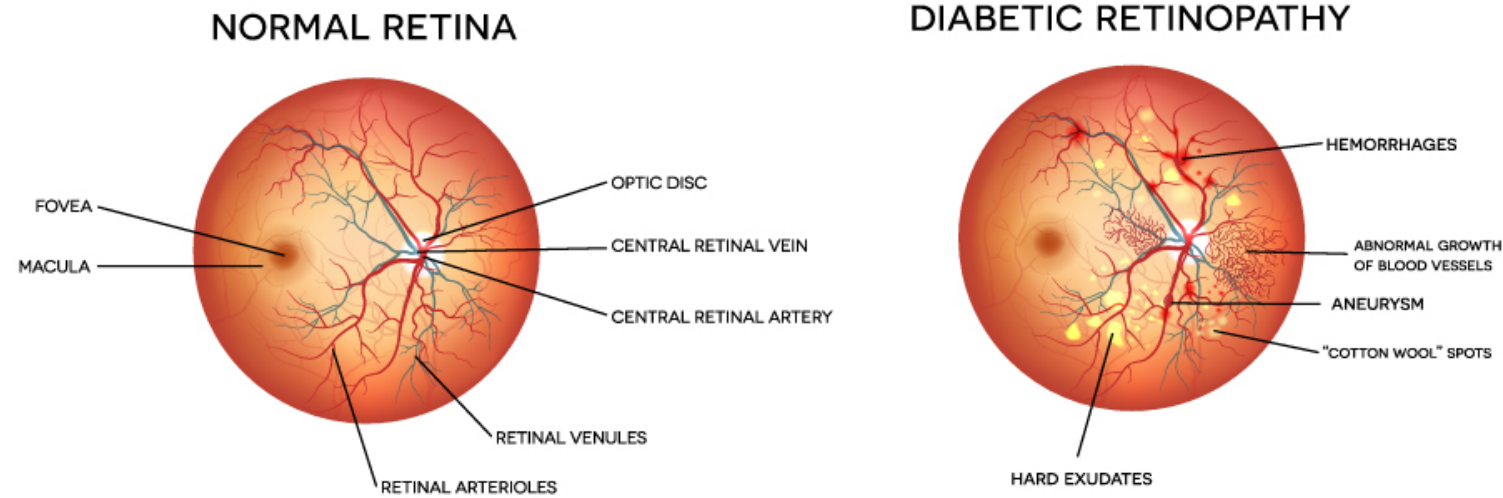 NORMAL RETINA
FOVEA
MACULA
OPTIC DISC
CENTRAL RETINAL VEIN
CENTRAL RETINAL ARTERY
RETINAL VENULES
RETINAL ARTERIOLES
DIABETIC RETINOPATHY
HEMORRHAGES
ABNORMAL GROWTH
OF BLOOD VESSELS
ANEURYSM
"COTTON WOOL" SPOTS
HARD EXUDATES